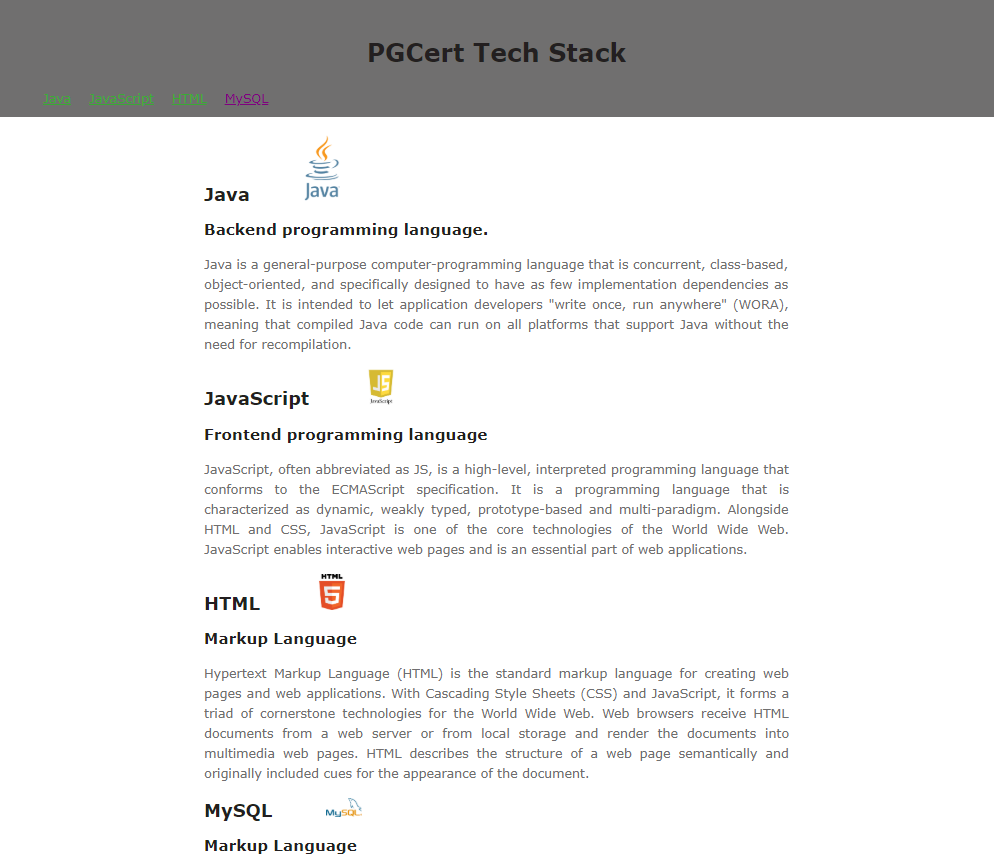 PGCert Tech Stack
Java JavaScript HTML MySQL
Java Java
Backend programming language.
Java is a general-purpose computer-programming language that is concurrent, class-based,
object-oriented, and specifically designed to have as few implementation dependencies as
possible. It is intended to let application developers "write once, run anywhere" (WORA),
meaning that compiled Java code can run on all platforms that support Java without the
need for recompilation.
JS
JavaScript JavaScript
Frontend programming language
JavaScript, often abbreviated as JS, is a high-level, interpreted programming language that
conforms to the ECMAScript specification. It is a programming language that is
characterized as dynamic, weakly typed, prototype-based and multi-paradigm. Alongside
HTML and CSS, JavaScript is one of the core technologies of the World Wide Web.
JavaScript enables interactive web pages and is an essential part of web applications.
HTML
HTML 5
Markup Language
Hypertext Markup Language (HTML) is the standard markup language for creating web
pages and web applications. With Cascading Style Sheets (CSS) and JavaScript, it forms a
triad of cornerstone technologies for the World Wide Web. Web browsers receive HTML
documents from a web server or from local storage and render the documents into
multimedia web pages. HTML describes the structure of a web page semantically and
originally included cues for the appearance of the document.
MySQL MySQL
Markup Language